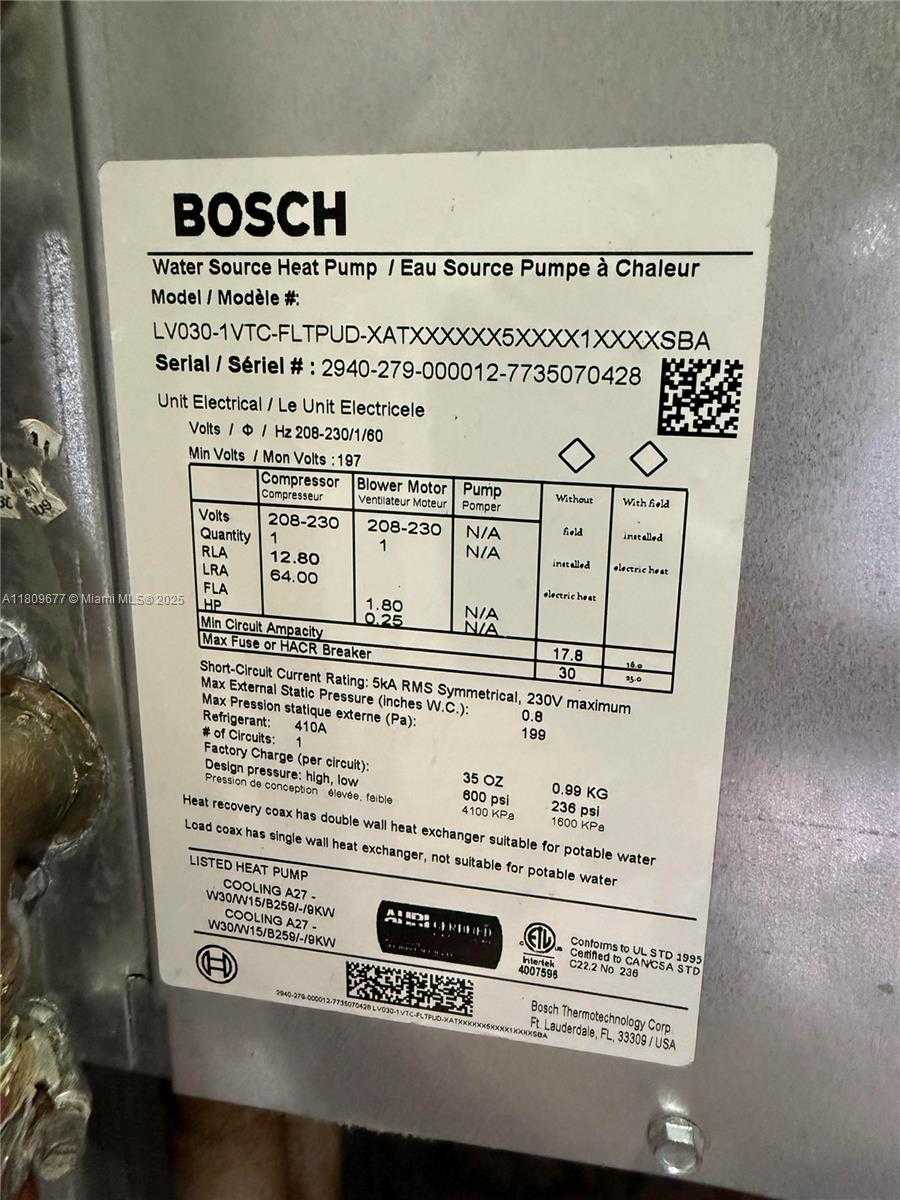 BOSCH
Water Source Heat Pump / Eau Source Pumpe à Chaleur
Model / Modèle #:
LV030-1VTC-FLTPUD-XATXXXXXX5XXXX1XXXXSBA
Serial / Sériel # : 2940-279-000012-7735070428
Unit Electrical / Le Unit Electricele
Volts / Φ / Hz 208-230/1/60
Min Volts / Mon Volts : 197
Compressor Blower Motor Pump
Compresseur Ventilateur Moteur Pomper
Without field installed electric heat
With field installed electric heat
Volts 208-230 208-230 N/A
Quantity 1 1 N/A
RLA 12.80
LRA 64.00
FLA 1.80 N/A
HP 0.25 N/A
Min Circuit Ampacity 17.8 18.0
Max Fuse or HACR Breaker 30 25.0
Short-Circuit Current Rating: 5kA RMS Symmetrical, 230V maximum
Max External Static Pressure (inches W.C.): 0.8
Max Pression statique externe (Pa): 199
Refrigerant: 410A
# of Circuits: 1
Factory Charge (per circuit): 35 OZ 0.99 KG
Design pressure: high, low 600 psi 236 psi
Pression de conception élevée, faible 4100 KPa 1600 KPa
Heat recovery coax has double wall heat exchanger suitable for potable water
Load coax has single wall heat exchanger, not suitable for potable water
LISTED HEAT PUMP
COOLING A27 -
W30/W15/B259/-/9KW
COOLING A27 -
W30/W15/B259/-/9KW
AHRI CERTIFIED
c ETL us
Intertek
4007596
Conforms to UL STD 1995
Certified to CAN/CSA STD
C22.2 No 236
2940-279-000012-7735070428 LV030-1VTC-FLTPUD-XATXXXXXX5XXXX1XXXXSBA
Bosch Thermotechnology Corp.
Ft. Lauderdale, FL, 33309 / USA
A11809677 © Miami MLS 2025